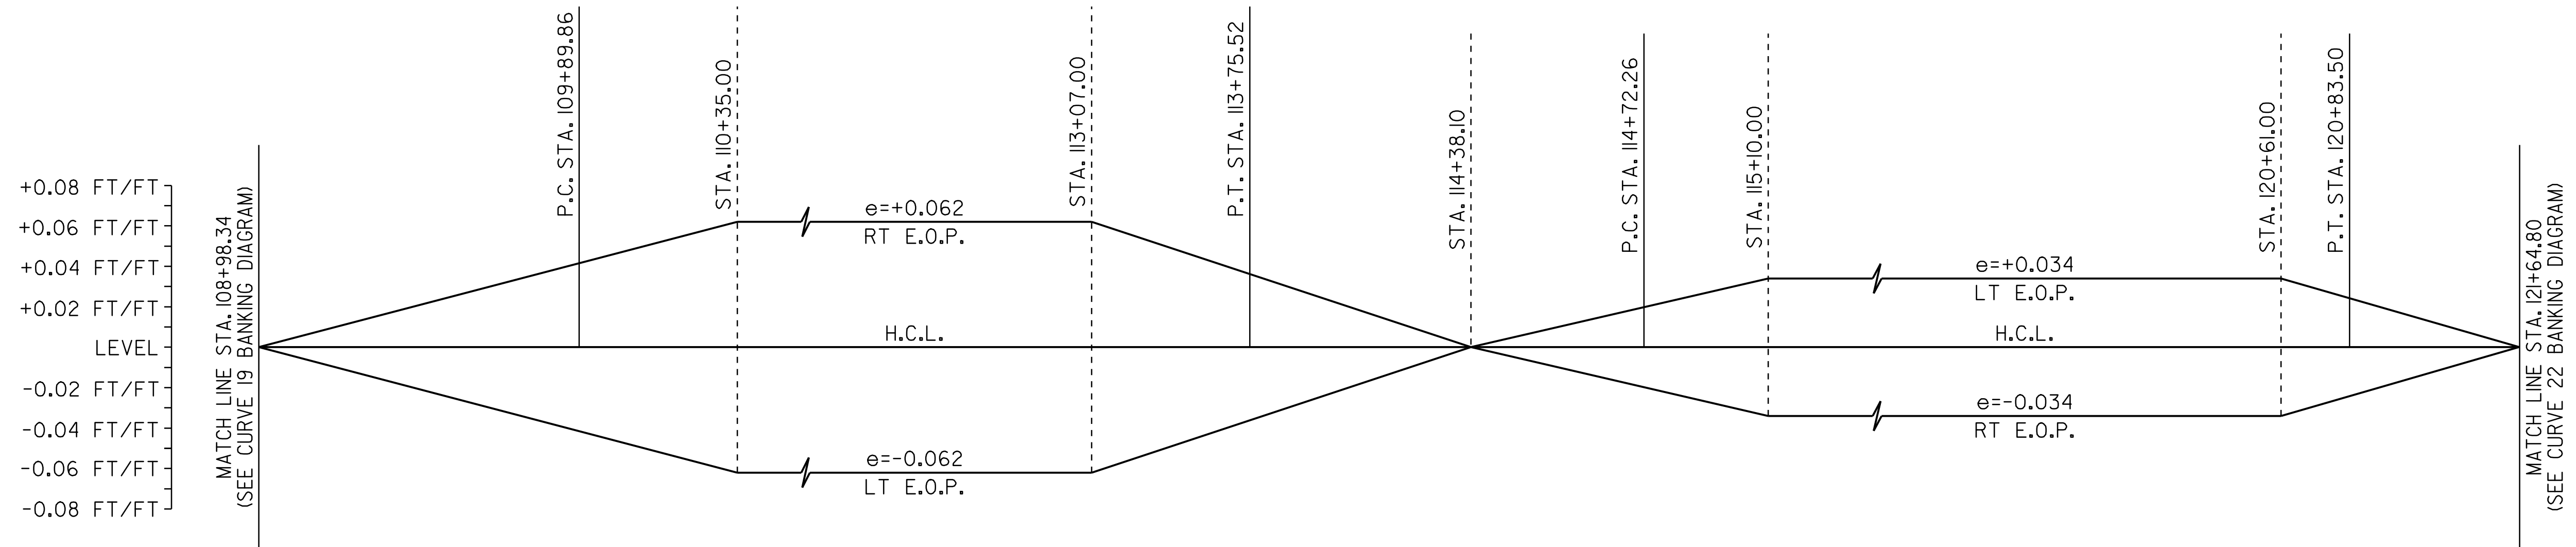 +0.08 FT/FT
+0.06 FT/FT
+0.04 FT/FT
+0.02 FT/FT
LEVEL
-0.02 FT/FT
-0.04 FT/FT
-0.06 FT/FT
-0.08 FT/FT
MATCH LINE STA. 108+98.34
(SEE CURVE 19 BANKING DIAGRAM)
P.C. STA. 109+89.86
STA. 110+35.00
e=+0.062
RT E.O.P.
H.C.L.
e=-0.062
LT E.O.P.
STA. 113+07.00
P.T. STA. 113+75.52
STA. 114+38.10
P.C. STA. 114+72.26
STA. 115+10.00
e=+0.034
LT E.O.P.
H.C.L.
e=-0.034
RT E.O.P.
STA. 120+61.00
P.T. STA. 120+83.50
MATCH LINE STA. 121+64.80
(SEE CURVE 22 BANKING DIAGRAM)